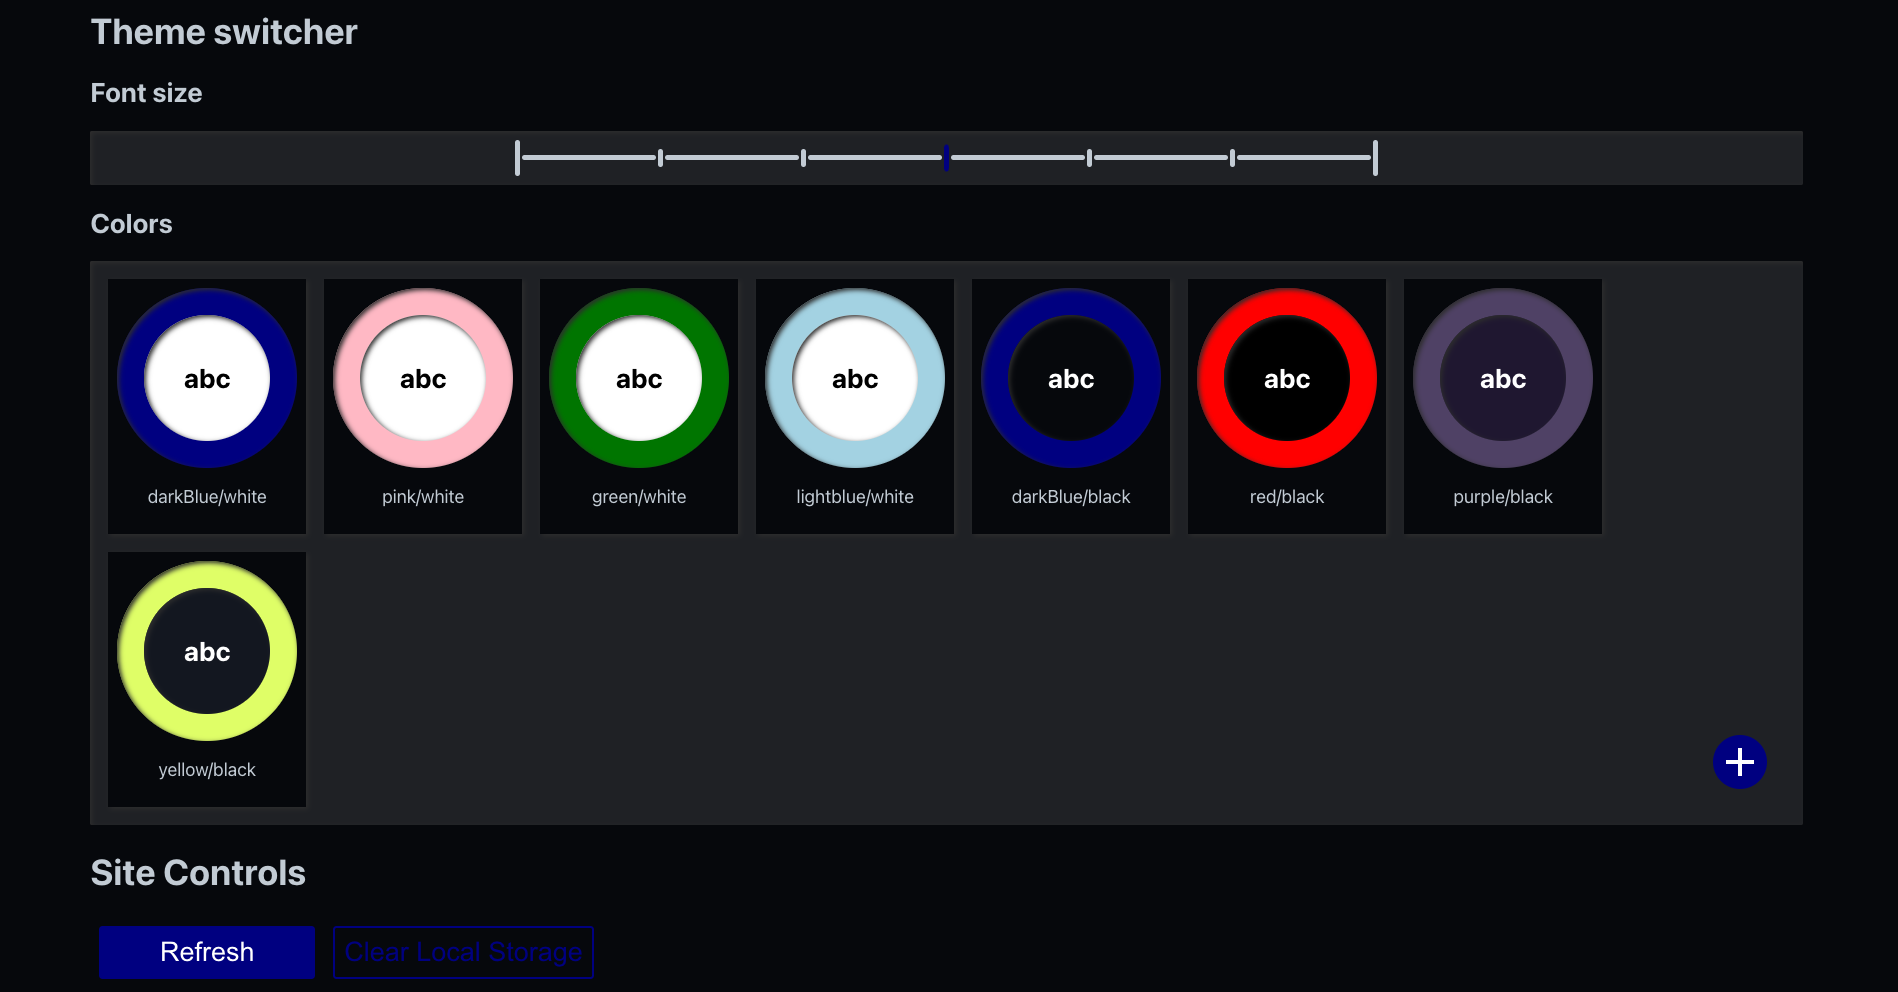 Theme switcher
Font size
Colors
abc
darkBlue/white
abc
pink/white
abc
green/white
abc
lightblue/white
abc
darkBlue/black
abc
red/black
abc
purple/black
abc
yellow/black
Site Controls
Refresh
Clear Local Storage